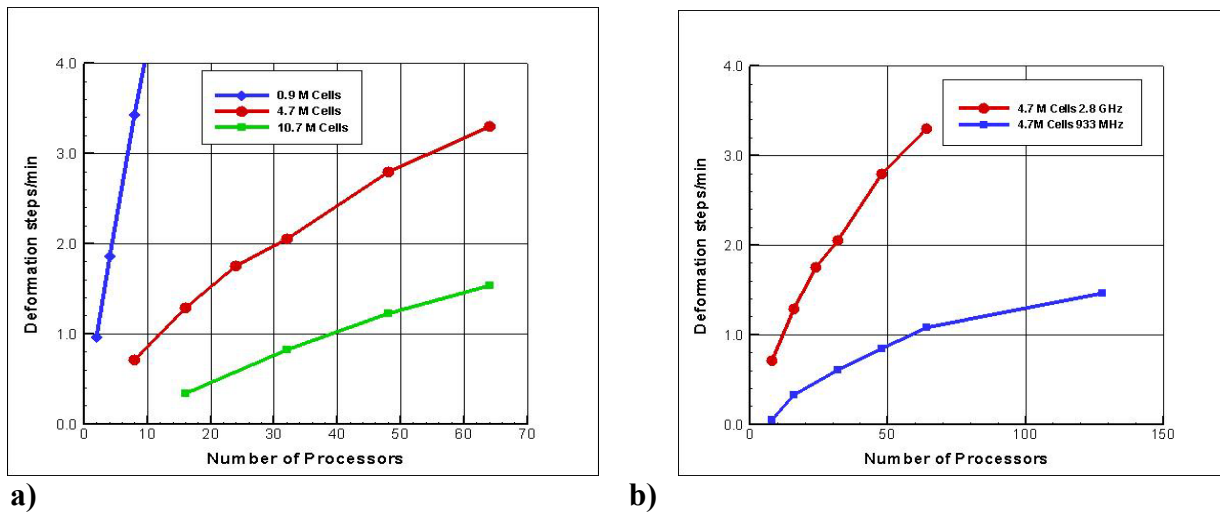 4.0
3.0
2.0
1.0
0.0
Deformation steps/min
0.9 M Cells
4.7 M Cells
10.7 M Cells
0 10 20 30 40 50 60 70
Number of Processors
a)
4.0
3.0
2.0
1.0
0.0
Deformation steps/min
4.7 M Cells 2.8 GHz
4.7M Cells 933 MHz
0 50 100 150
Number of Processors
b)